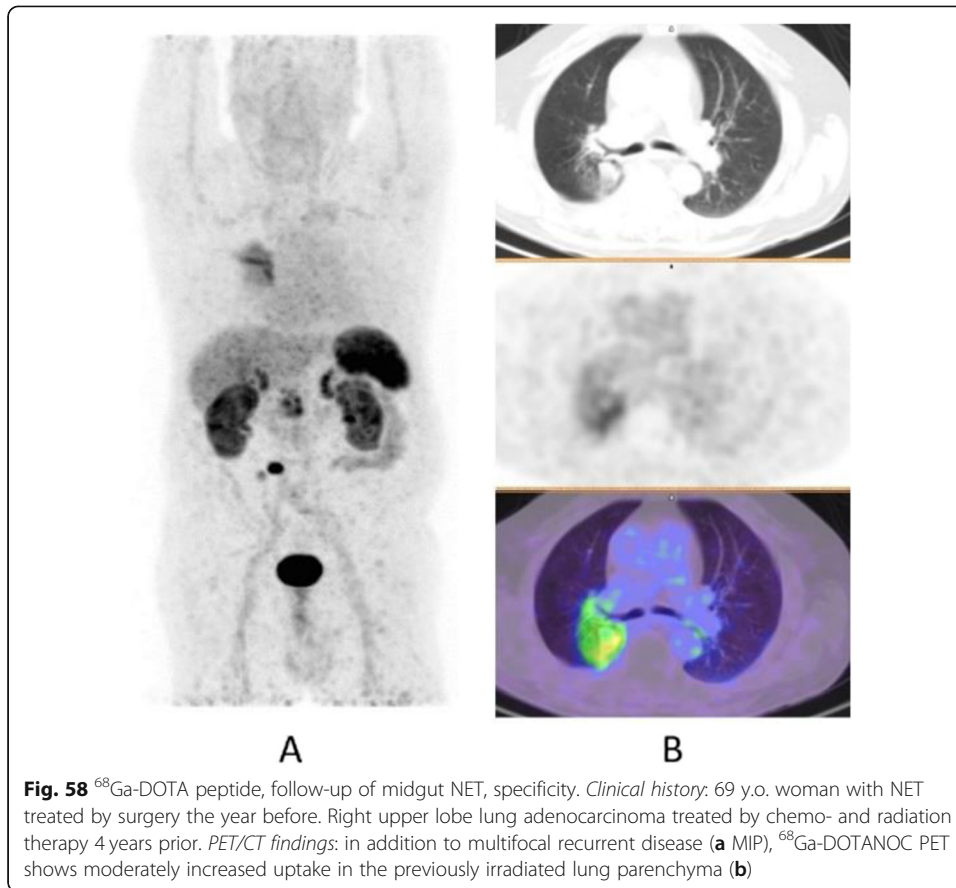 A
B
Fig. 58 ⁶⁸Ga-DOTA peptide, follow-up of midgut NET, specificity. Clinical history: 69 y.o. woman with NET
treated by surgery the year before. Right upper lobe lung adenocarcinoma treated by chemo- and radiation
therapy 4 years prior. PET/CT findings: in addition to multifocal recurrent disease (a MIP), ⁶⁸Ga-DOTANOC PET
shows moderately increased uptake in the previously irradiated lung parenchyma (b)